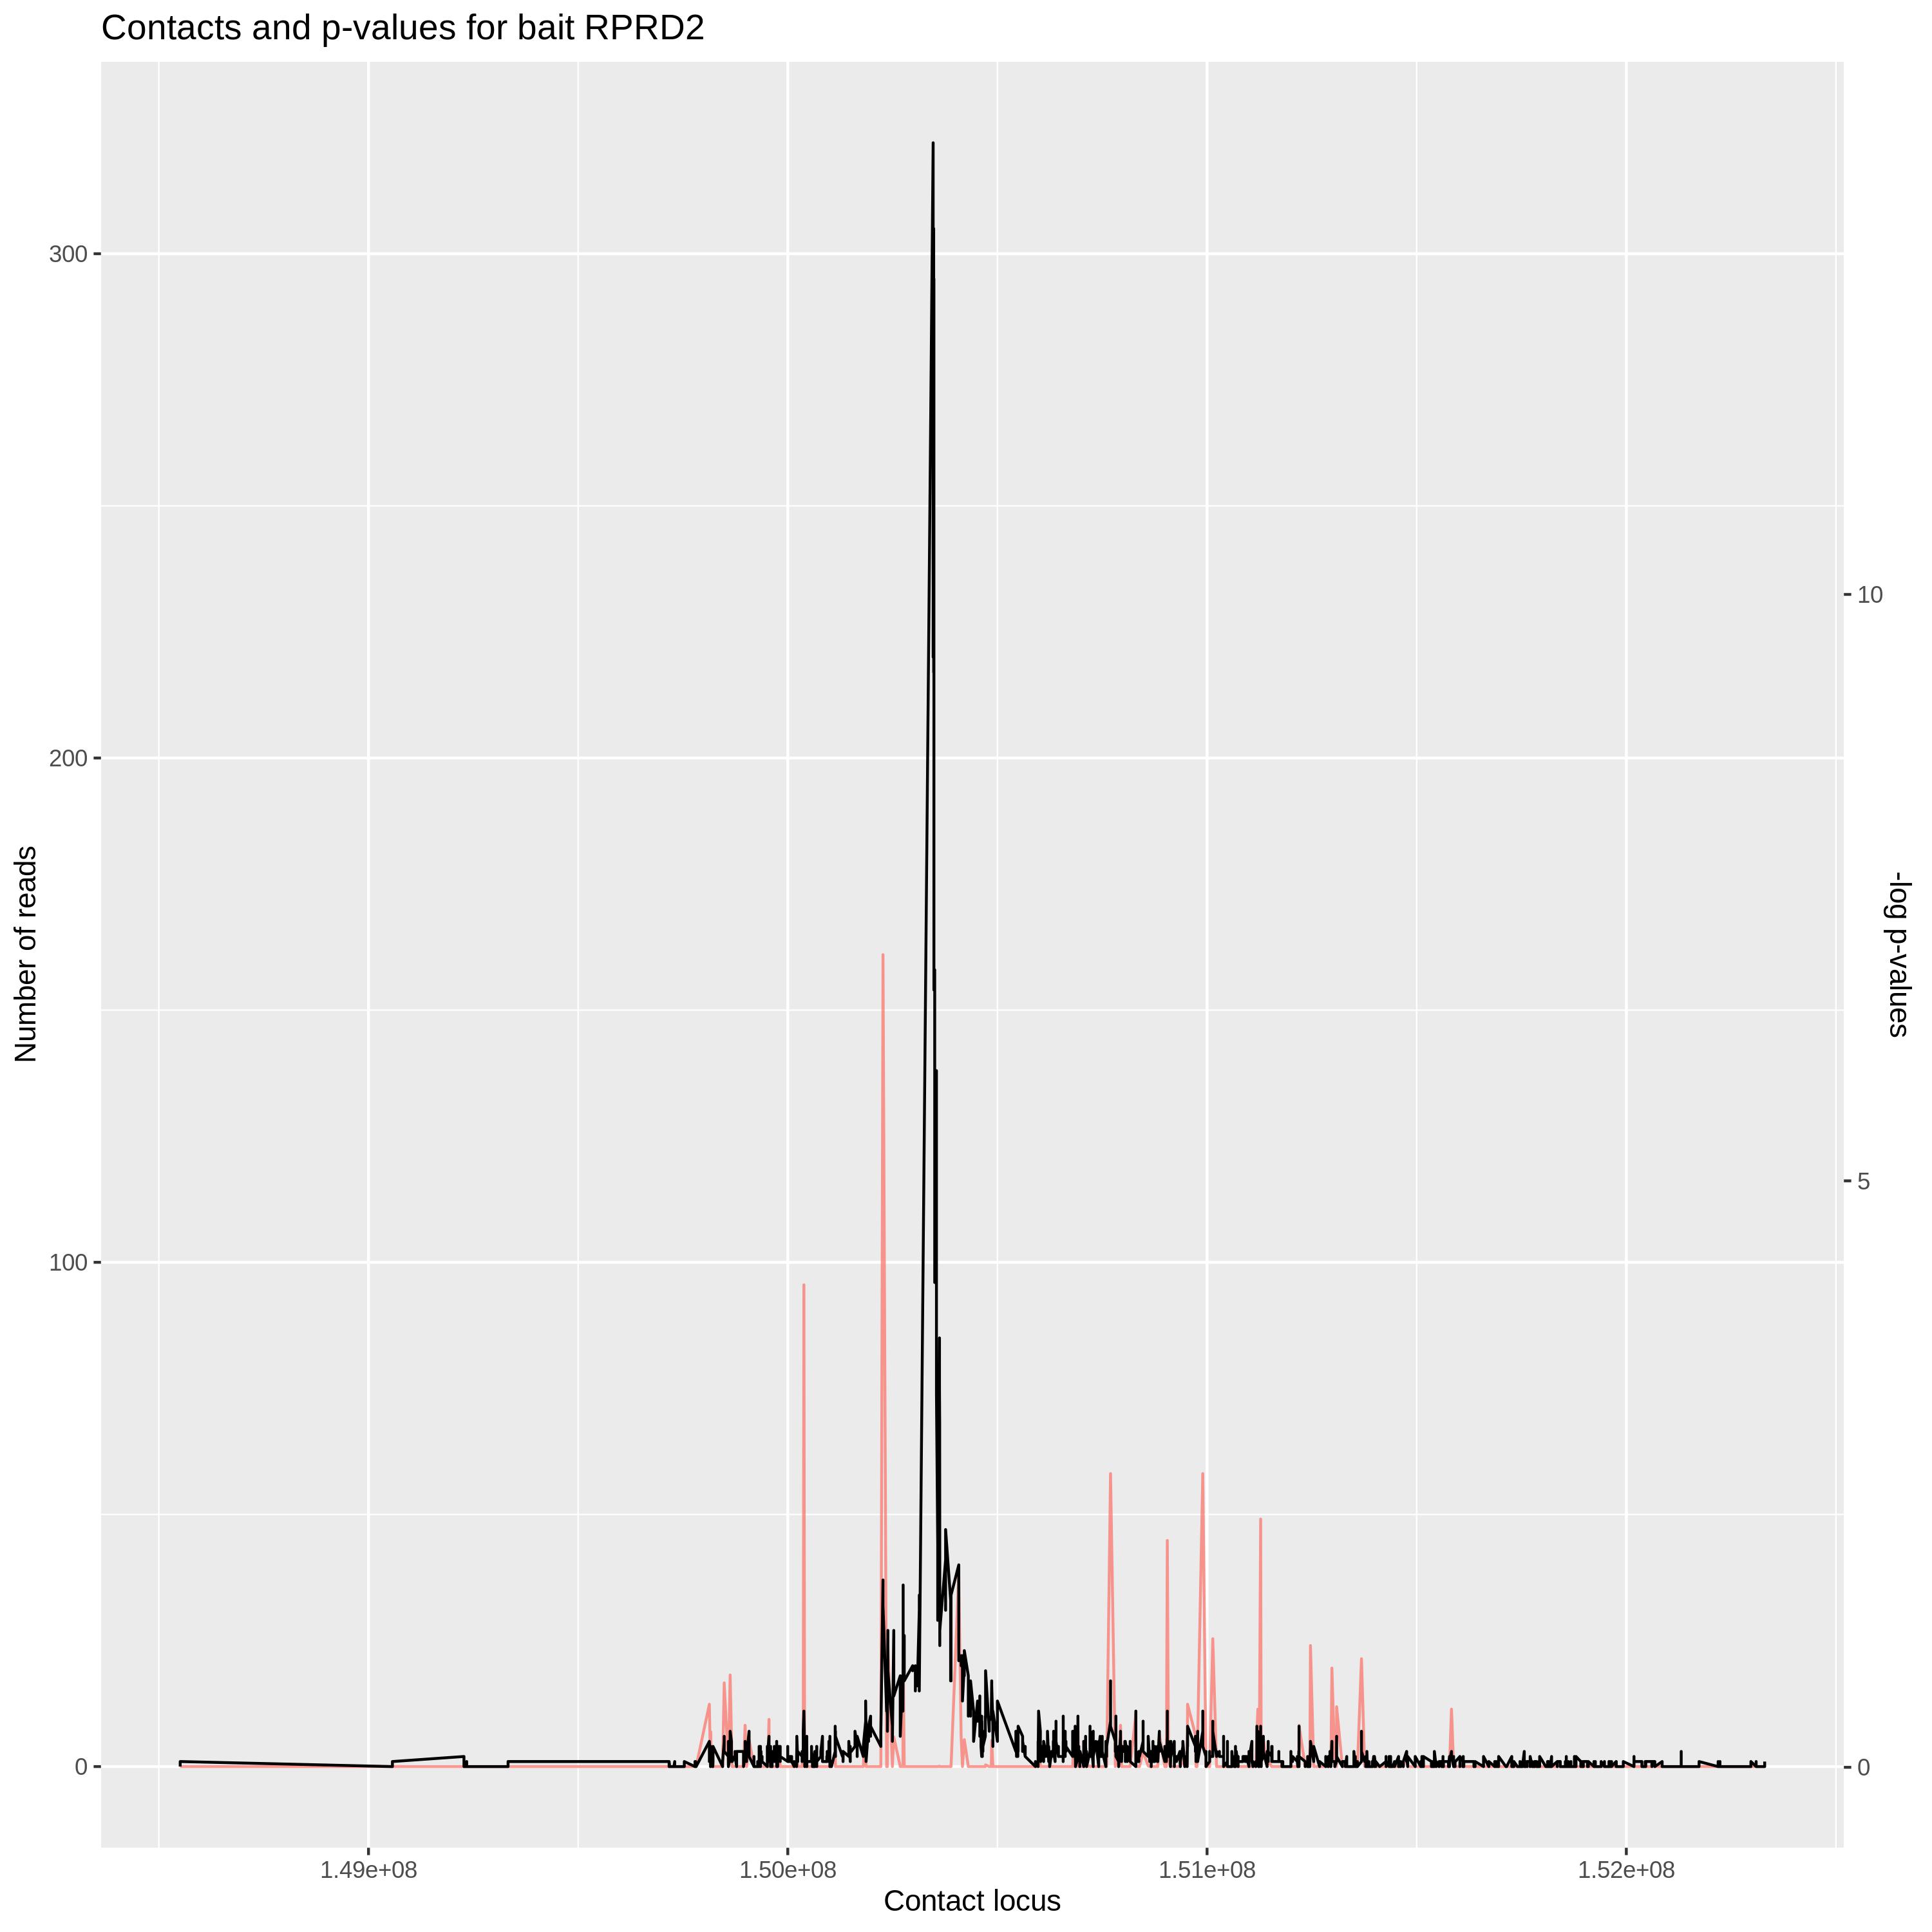 Contacts and p-values for bait RPRD2
300
200
100
0
10
5
0
Number of reads
-log p-values
1.49e+08
1.50e+08
1.51e+08
1.52e+08
Contact locus